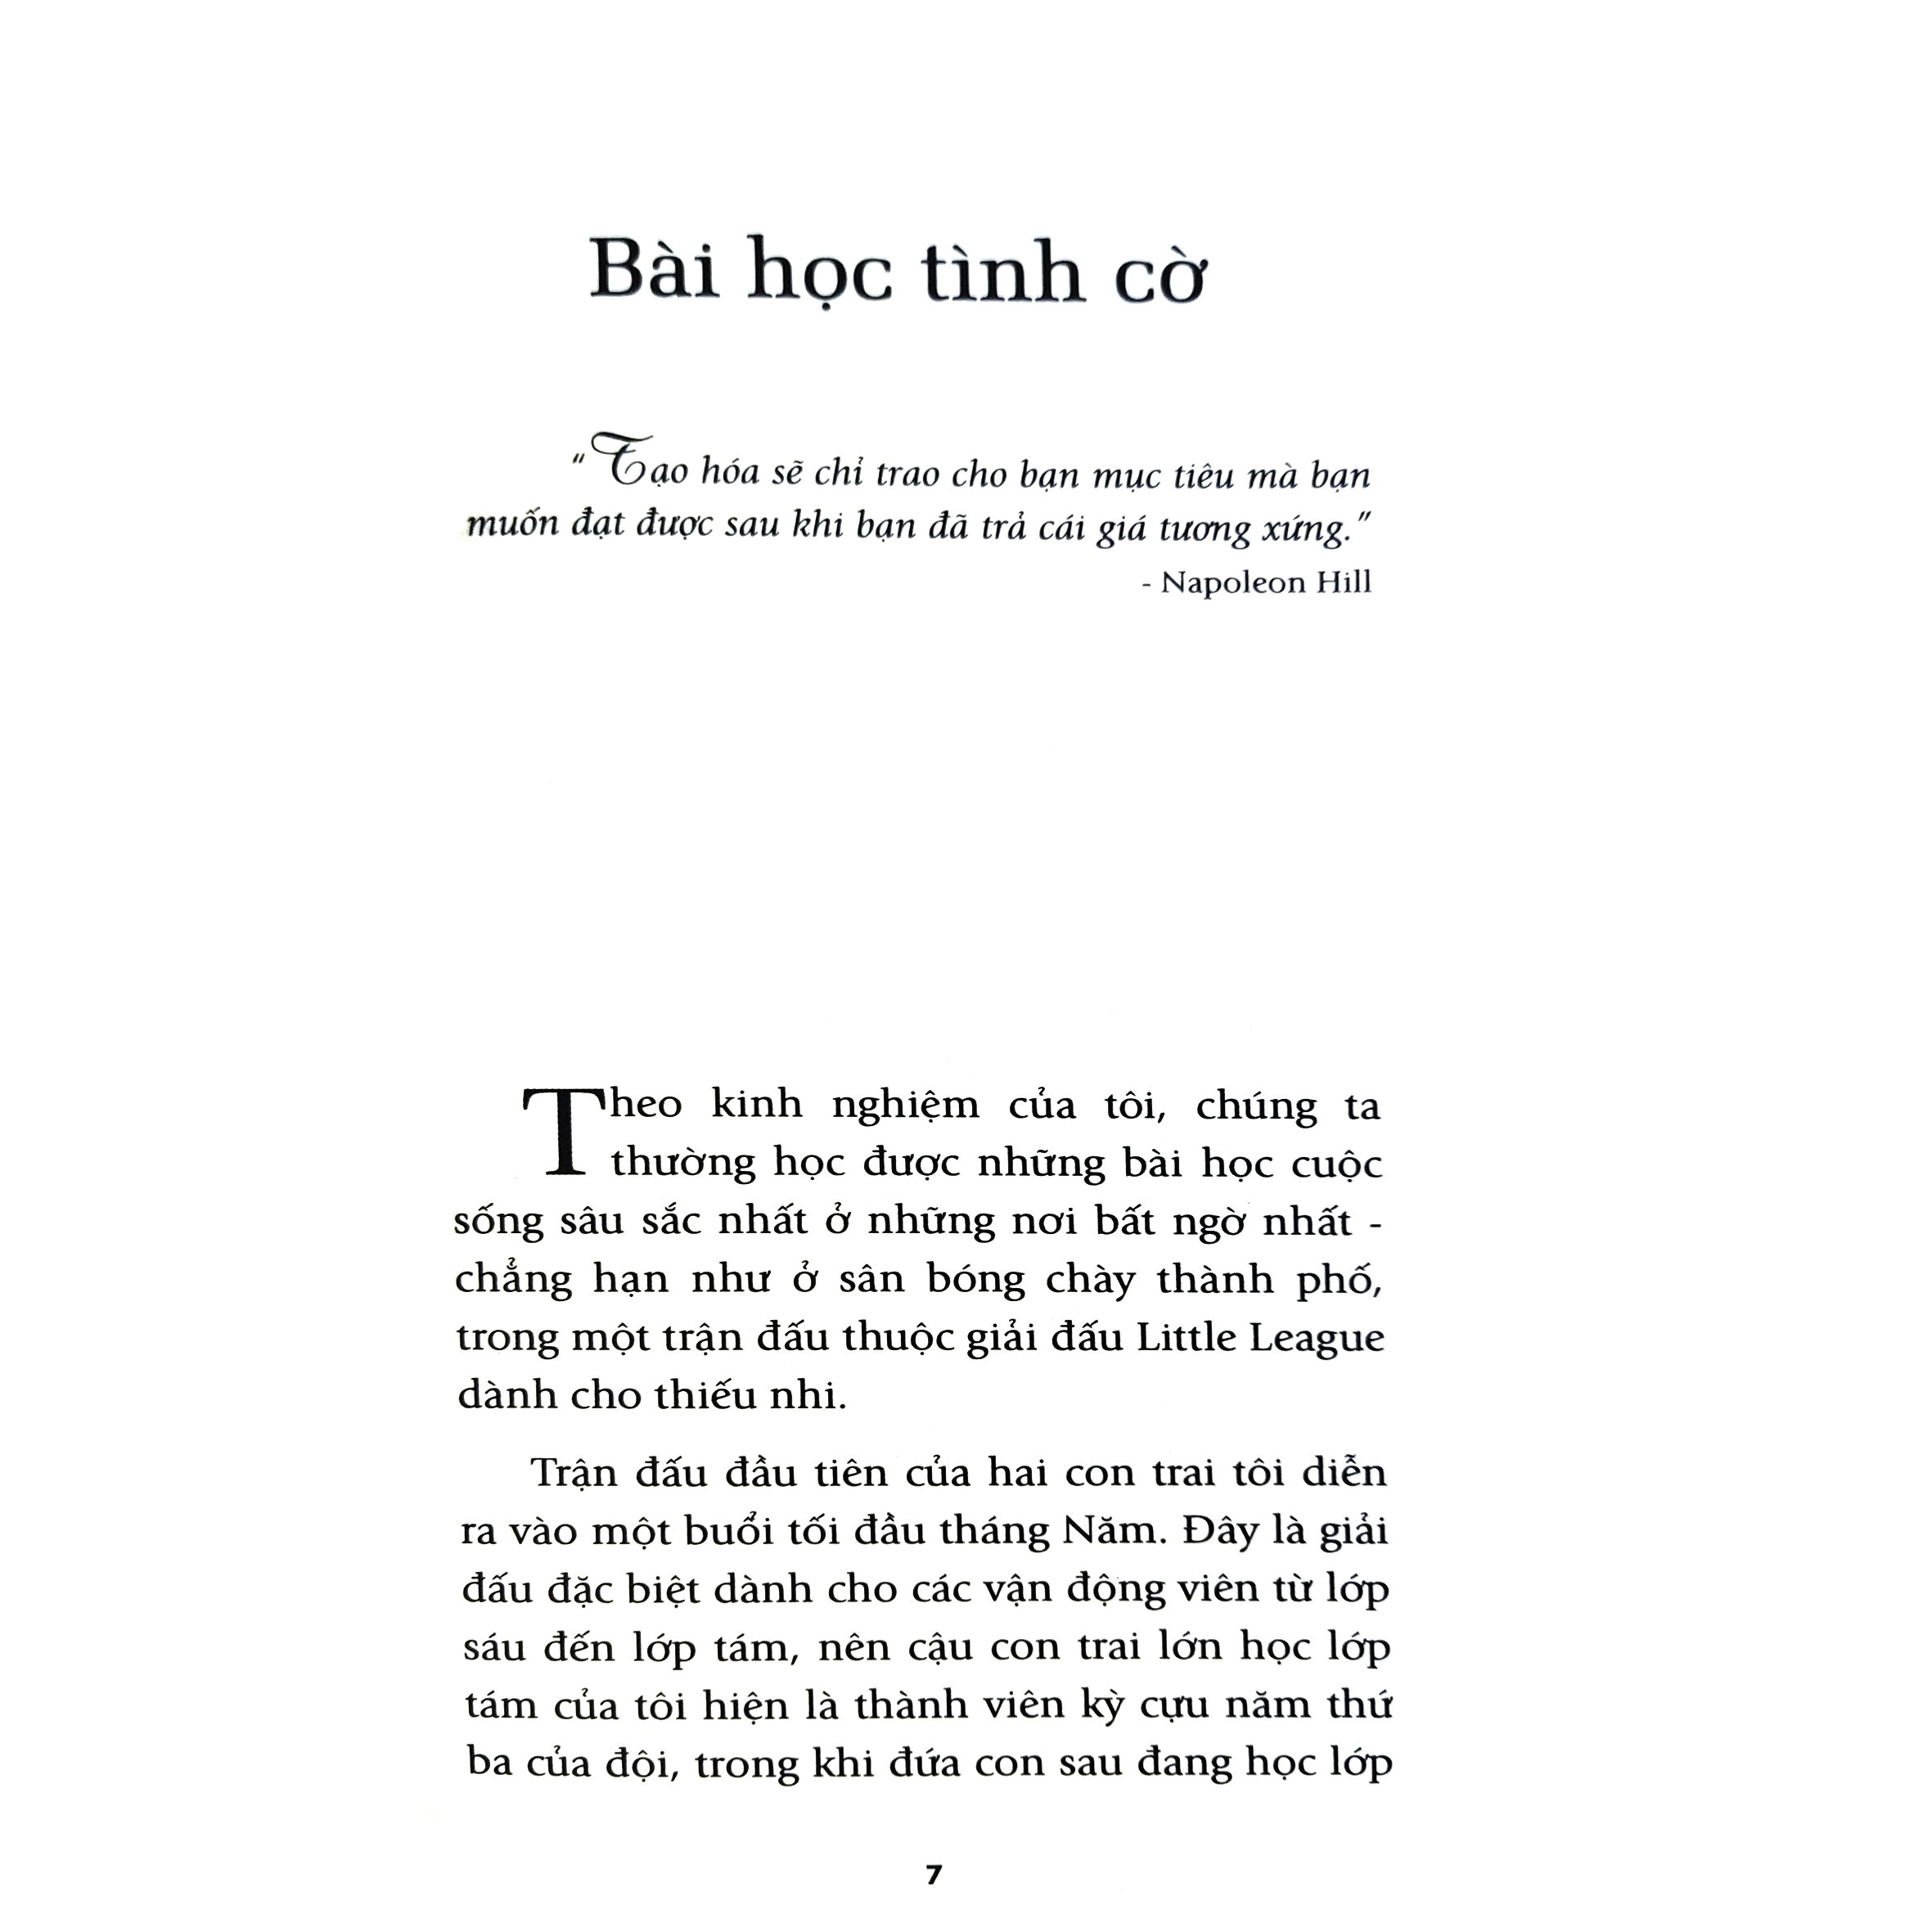 Bài học tình cờ
“Tạo hóa sẽ chỉ trao cho bạn mục tiêu mà bạn
muốn đạt được sau khi bạn đã trả cái giá tương xứng.”
- Napoleon Hill
Theo kinh nghiệm của tôi, chúng ta
thường học được những bài học cuộc
sống sâu sắc nhất ở những nơi bất ngờ nhất -
chẳng hạn như ở sân bóng chày thành phố,
trong một trận đấu thuộc giải đấu Little League
dành cho thiếu nhi.
Trận đấu đầu tiên của hai con trai tôi diễn
ra vào một buổi tối đầu tháng Năm. Đây là giải
đấu đặc biệt dành cho các vận động viên từ lớp
sáu đến lớp tám, nên cậu con trai lớn học lớp
tám của tôi hiện là thành viên kỳ cựu năm thứ
ba của đội, trong khi đứa con sau đang học lớp
7